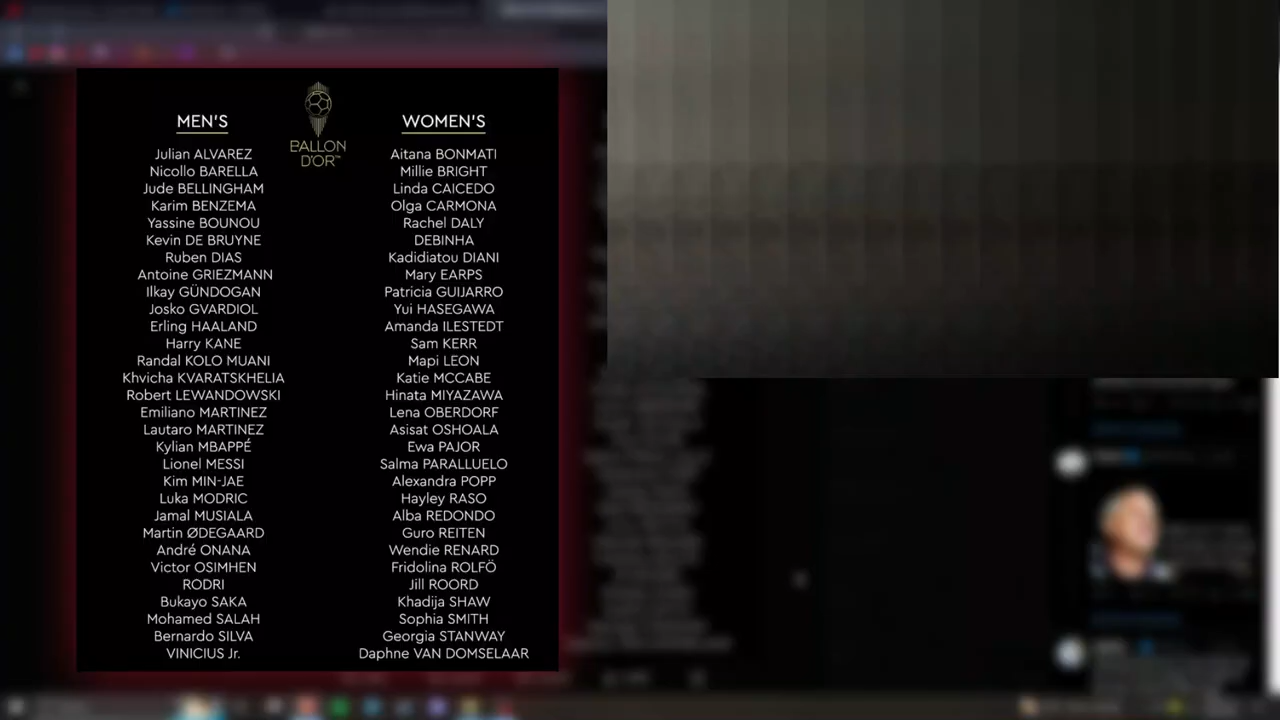 MEN'S
Julian ALVAREZ
Nicollo BARELLA
Jude BELLINGHAM
Karim BENZEMA
Yassine BOUNOU
Kevin DE BRUYNE
Ruben DIAS
Antoine GRIEZMANN
Ilkay GÜNDOGAN
Josko GVARDIOL
Erling HAALAND
Harry KANE
Randal KOLO MUANI
Khvicha KVARATSKHELIA
Robert LEWANDOWSKI
Emiliano MARTINEZ
Lautaro MARTINEZ
Kylian MBAPPÉ
Lionel MESSI
Kim MIN-JAE
Luka MODRIC
Jamal MUSIALA
Martin ØDEGAARD
André ONANA
Victor OSIMHEN
RODRI
Bukayo SAKA
Mohamed SALAH
Bernardo SILVA
VINICIUS Jr.
BALLON
D'OR™
WOMEN'S
Aitana BONMATI
Millie BRIGHT
Linda CAICEDO
Olga CARMONA
Rachel DALY
DEBINHA
Kadidiatou DIANI
Mary EARPS
Patricia GUIJARRO
Yui HASEGAWA
Amanda ILESTEDT
Sam KERR
Mapi LEON
Katie MCCABE
Hinata MIYAZAWA
Lena OBERDORF
Asisat OSHOALA
Ewa PAJOR
Salma PARALLUELO
Alexandra POPP
Hayley RASO
Alba REDONDO
Guro REITEN
Wendie RENARD
Fridolina ROLFÖ
Jill ROORD
Khadija SHAW
Sophia SMITH
Georgia STANWAY
Daphne VAN DOMSELAAR